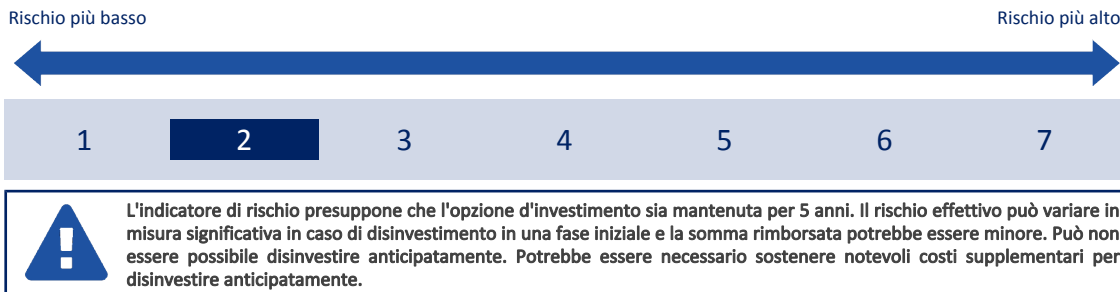 Rischio più basso Rischio più alto
1 2 3 4 5 6 7
L'indicatore di rischio presuppone che l'opzione d'investimento sia mantenuta per 5 anni. Il rischio effettivo può variare in
misura significativa in caso di disinvestimento in una fase iniziale e la somma rimborsata potrebbe essere minore. Può non
essere possibile disinvestire anticipatamente. Potrebbe essere necessario sostenere notevoli costi supplementari per
disinvestire anticipatamente.